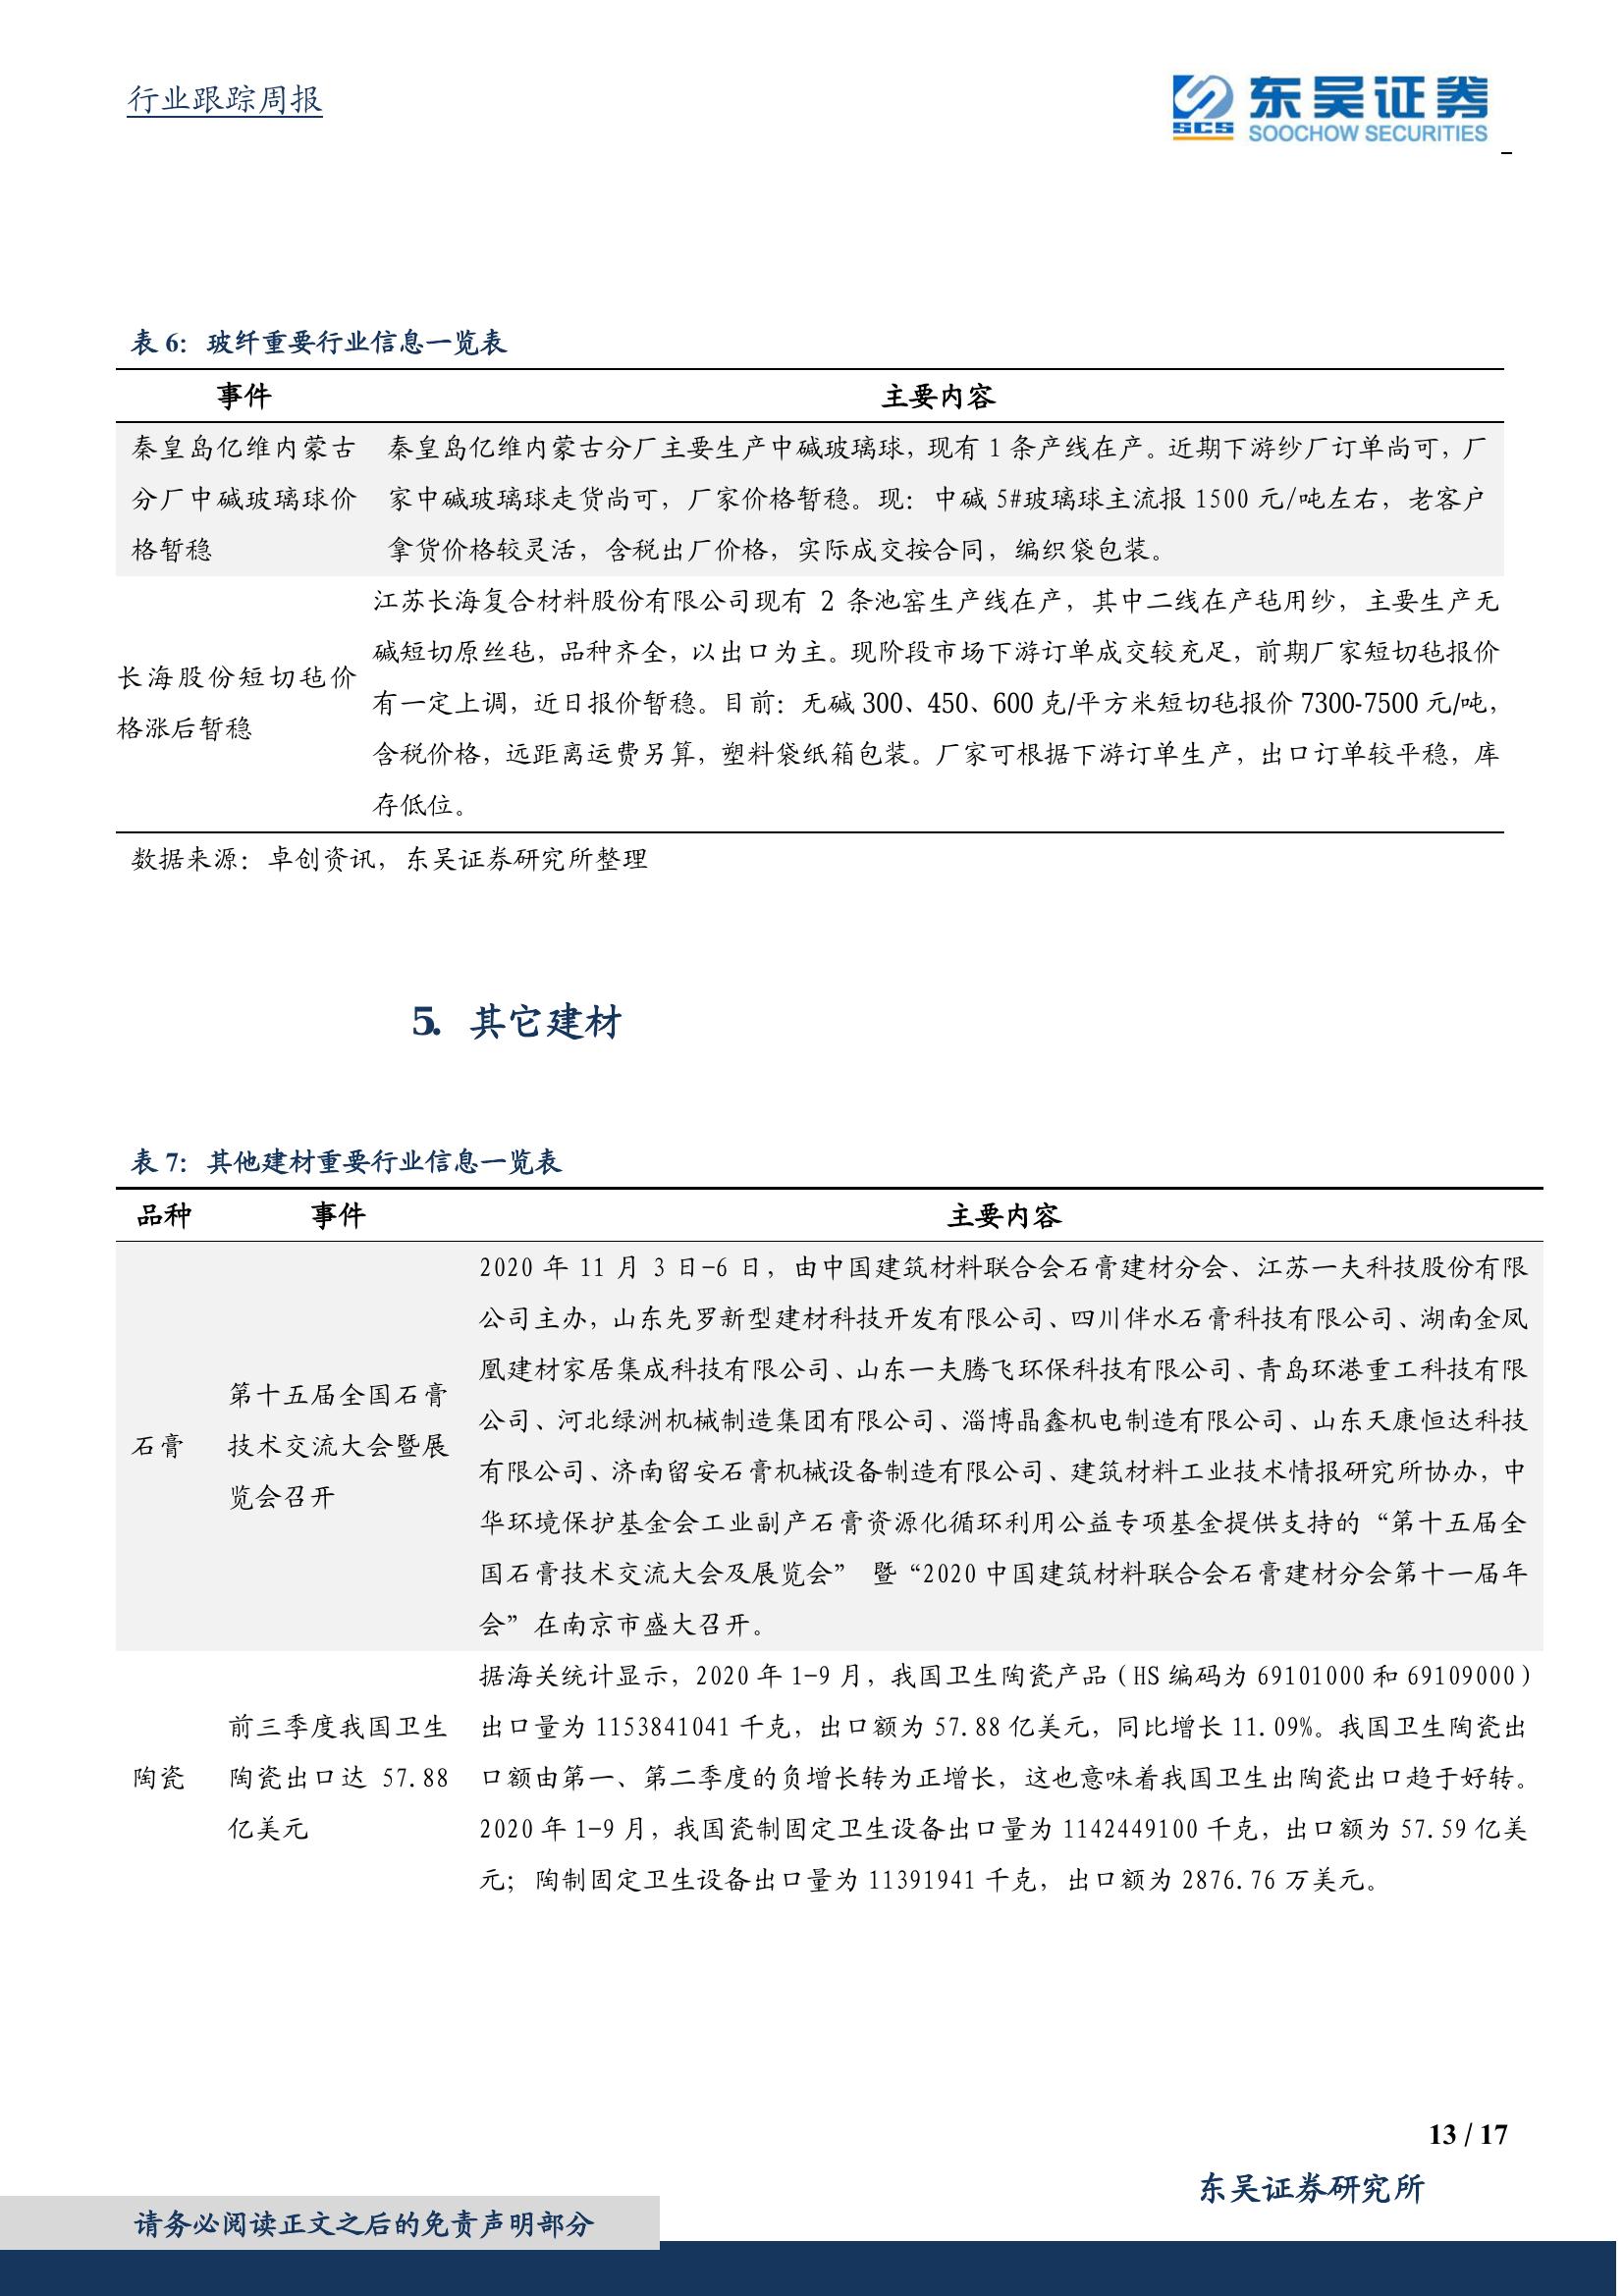 行业跟踪周报
SCS
东吴证券
SOOCHOW SECURITIES
表 6：玻纤重要行业信息一览表
事件 主要内容
秦皇岛亿维内蒙古
分厂中碱玻璃球价
格暂稳
秦皇岛亿维内蒙古分厂主要生产中碱玻璃球，现有 1 条产线在产。近期下游纱厂订单尚可，厂
家中碱玻璃球走货尚可，厂家价格暂稳。现：中碱 5#玻璃球主流报 1500 元/吨左右，老客户
拿货价格较灵活，含税出厂价格，实际成交按合同，编织袋包装。
长海股份短切毡价
格涨后暂稳
江苏长海复合材料股份有限公司现有 2 条池窑生产线在产，其中二线在产毡用纱，主要生产无
碱短切原丝毡，品种齐全，以出口为主。现阶段市场下游订单成交较充足，前期厂家短切毡报价
有一定上调，近日报价暂稳。目前：无碱 300、450、600 克/平方米短切毡报价 7300-7500 元/吨，
含税价格，远距离运费另算，塑料袋纸箱包装。厂家可根据下游订单生产，出口订单较平稳，库
存低位。
数据来源：卓创资讯，东吴证券研究所整理
5. 其它建材
表 7：其他建材重要行业信息一览表
品种 事件 主要内容
石膏
第十五届全国石膏
技术交流大会暨展
览会召开
2020 年 11 月 3 日-6 日，由中国建筑材料联合会石膏建材分会、江苏一夫科技股份有限
公司主办，山东先罗新型建材科技开发有限公司、四川伴水石膏科技有限公司、湖南金凤
凰建材家居集成科技有限公司、山东一夫腾飞环保科技有限公司、青岛环港重工科技有限
公司、河北绿洲机械制造集团有限公司、淄博晶鑫机电制造有限公司、山东天康恒达科技
有限公司、济南留安石膏机械设备制造有限公司、建筑材料工业技术情报研究所协办，中
华环境保护基金会工业副产石膏资源化循环利用公益专项基金提供支持的“第十五届全
国石膏技术交流大会及展览会” 暨“2020 中国建筑材料联合会石膏建材分会第十一届年
会”在南京市盛大召开。
陶瓷
前三季度我国卫生
陶瓷出口达 57.88
亿美元
据海关统计显示，2020 年 1-9 月，我国卫生陶瓷产品（HS 编码为 69101000 和 69109000）
出口量为 1153841041 千克，出口额为 57.88 亿美元，同比增长 11.09%。我国卫生陶瓷出
口额由第一、第二季度的负增长转为正增长，这也意味着我国卫生出陶瓷出口趋于好转。
2020 年 1-9 月，我国瓷制固定卫生设备出口量为 1142449100 千克，出口额为 57.59 亿美
元；陶制固定卫生设备出口量为 11391941 千克，出口额为 2876.76 万美元。
13 / 17
东吴证券研究所
请务必阅读正文之后的免责声明部分